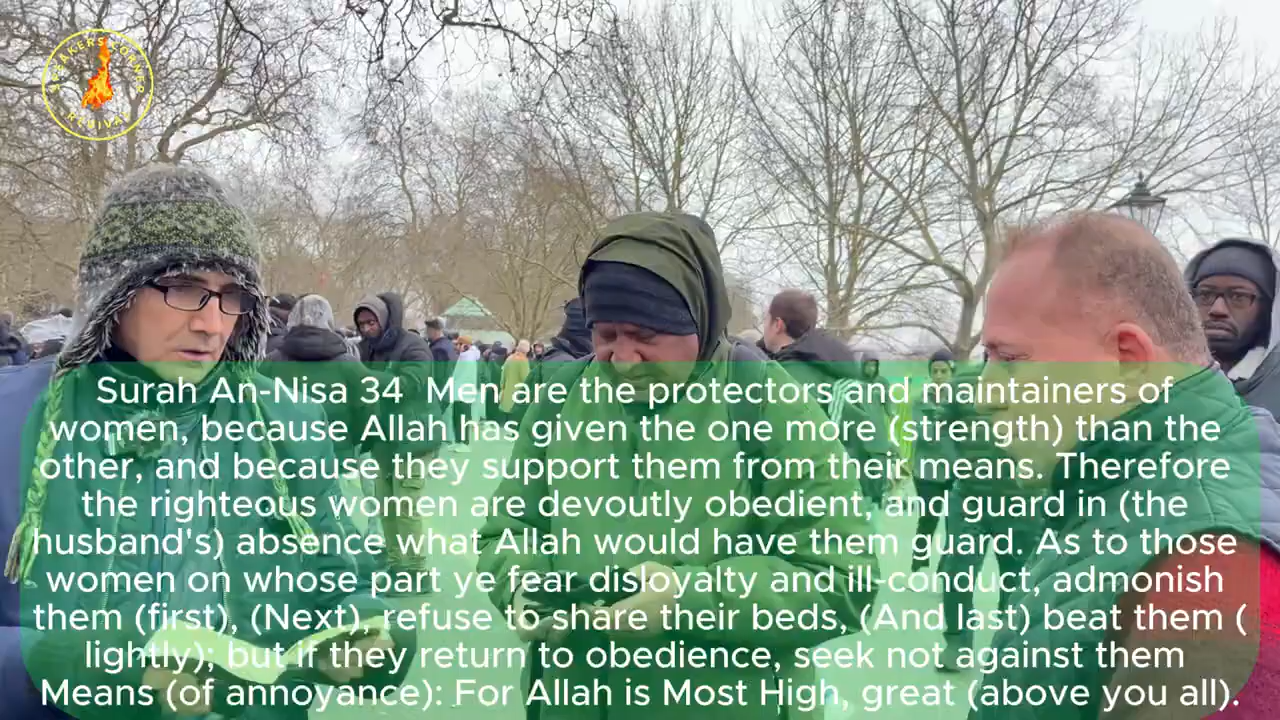 SPEAKERS CORNER
REVIVAL
Surah An-Nisa 34  Men are the protectors and maintainers of
women, because Allah has given the one more (strength) than the
other, and because they support them from their means. Therefore
the righteous women are devoutly obedient, and guard in (the
husband's) absence what Allah would have them guard. As to those
women on whose part ye fear disloyalty and ill-conduct, admonish
them (first), (Next), refuse to share their beds, (And last) beat them (
lightly); but if they return to obedience, seek not against them
Means (of annoyance): For Allah is Most High, great (above you all).